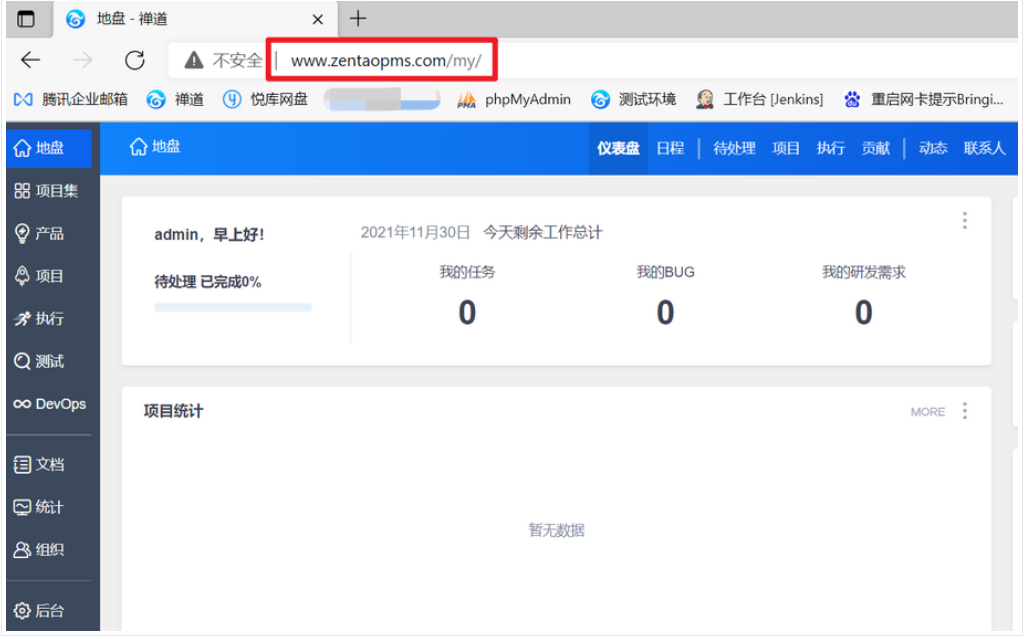 地盘 - 禅道
不安全 | www.zentaopms.com/my/
腾讯企业邮箱 禅道 悦库网盘 phpMyAdmin 测试环境 工作台 [Jenkins] 重启网卡提示Bringi...
地盘 地盘 仪表盘 日程 | 待处理 项目 执行 贡献 | 动态 联系人
项目集
产品
项目
执行
测试
DevOps
文档
统计
组织
后台
admin，早上好！ 2021年11月30日 今天剩余工作总计
待处理 已完成0%
我的任务 我的BUG 我的研发需求
0 0 0
项目统计 MORE
暂无数据